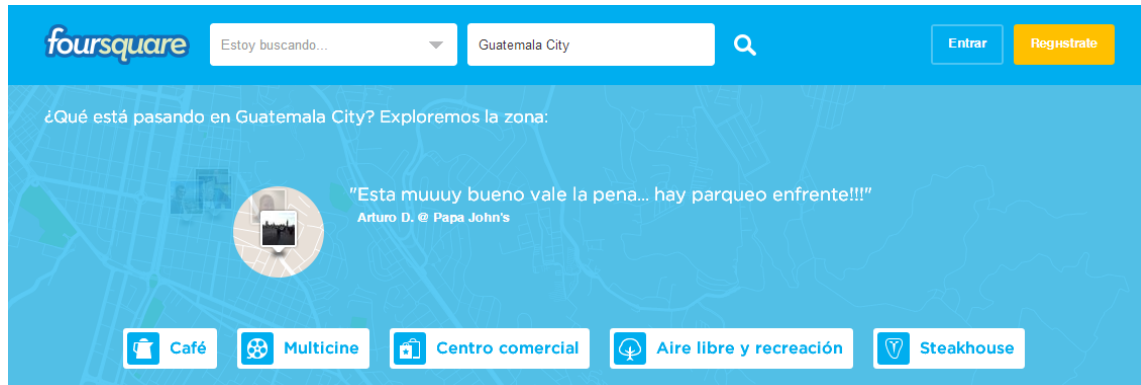 foursquare
Estoy buscando...
Guatemala City
Entrar
Regнstrate
¿Qué está pasando en Guatemala City? Exploremos la zona:
"Esta muuuy bueno vale la pena... hay parqueo enfrente!!!"
Arturo D. @ Papa John's
Café
Multicine
Centro comercial
Aire libre y recreación
Steakhouse